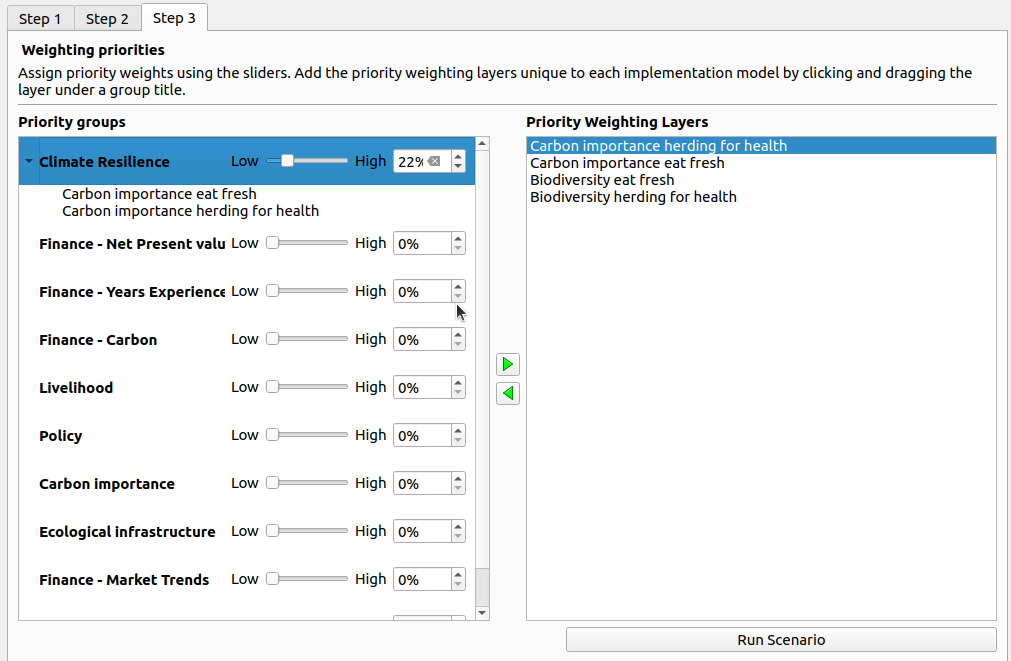 Step 1
Step 2
Step 3
Weighting priorities
Assign priority weights using the sliders. Add the priority weighting layers unique to each implementation model by clicking and dragging the
layer under a group title.
Priority groups
Climate Resilience Low High 22%
Carbon importance eat fresh
Carbon importance herding for health
Finance - Net Present valu Low High 0%
Finance - Years Experience Low High 0%
Finance - Carbon Low High 0%
Livelihood Low High 0%
Policy Low High 0%
Carbon importance Low High 0%
Ecological infrastructure Low High 0%
Finance - Market Trends Low High 0%
Priority Weighting Layers
Carbon importance herding for health
Carbon importance eat fresh
Biodiversity eat fresh
Biodiversity herding for health
Run Scenario